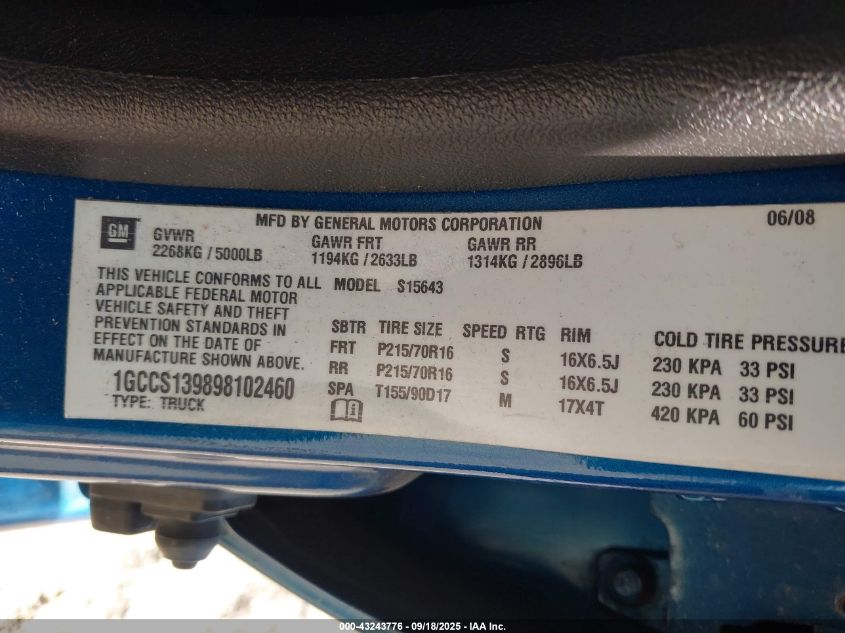 MFD BY GENERAL MOTORS CORPORATION 06/08
GM
GVWR GAWR FRT GAWR RR
2268KG / 5000LB 1194KG / 2633LB 1314KG / 2896LB
THIS VEHICLE CONFORMS TO ALL MODEL S15643
APPLICABLE FEDERAL MOTOR
VEHICLE SAFETY AND THEFT
PREVENTION STANDARDS IN
EFFECT ON THE DATE OF
MANUFACTURE SHOWN ABOVE.
1GCCS139898102460
TYPE: TRUCK
SBTR TIRE SIZE SPEED RTG RIM COLD TIRE PRESSURE
FRT P215/70R16 S 16X6.5J 230 KPA 33 PSI
RR P215/70R16 S 16X6.5J 230 KPA 33 PSI
SPA T155/90D17 M 17X4T 420 KPA 60 PSI
000-43243776 - 09/18/2025 - IAA Inc.